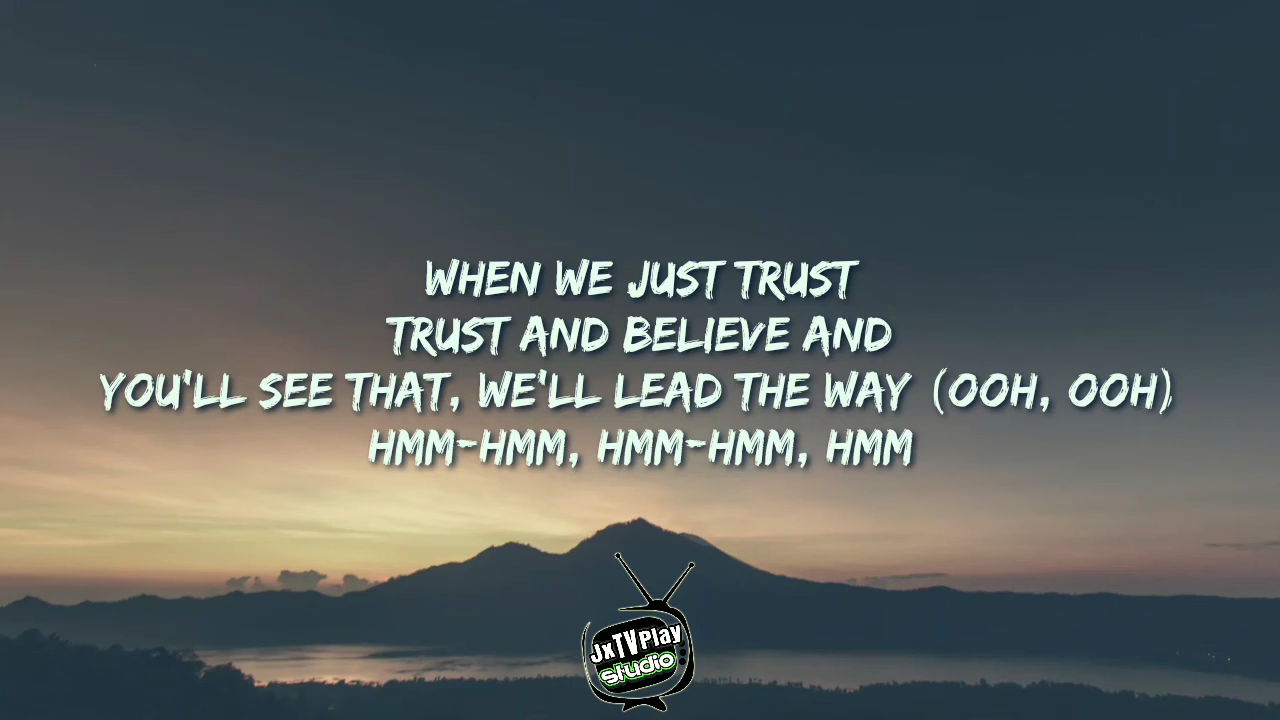 WHEN WE JUST TRUST
TRUST AND BELIEVE AND
YOU'LL SEE THAT, WE'LL LEAD THE WAY (OOH, OOH)
HMM-HMM, HMM-HMM, HMM
JxTVPlay
studio